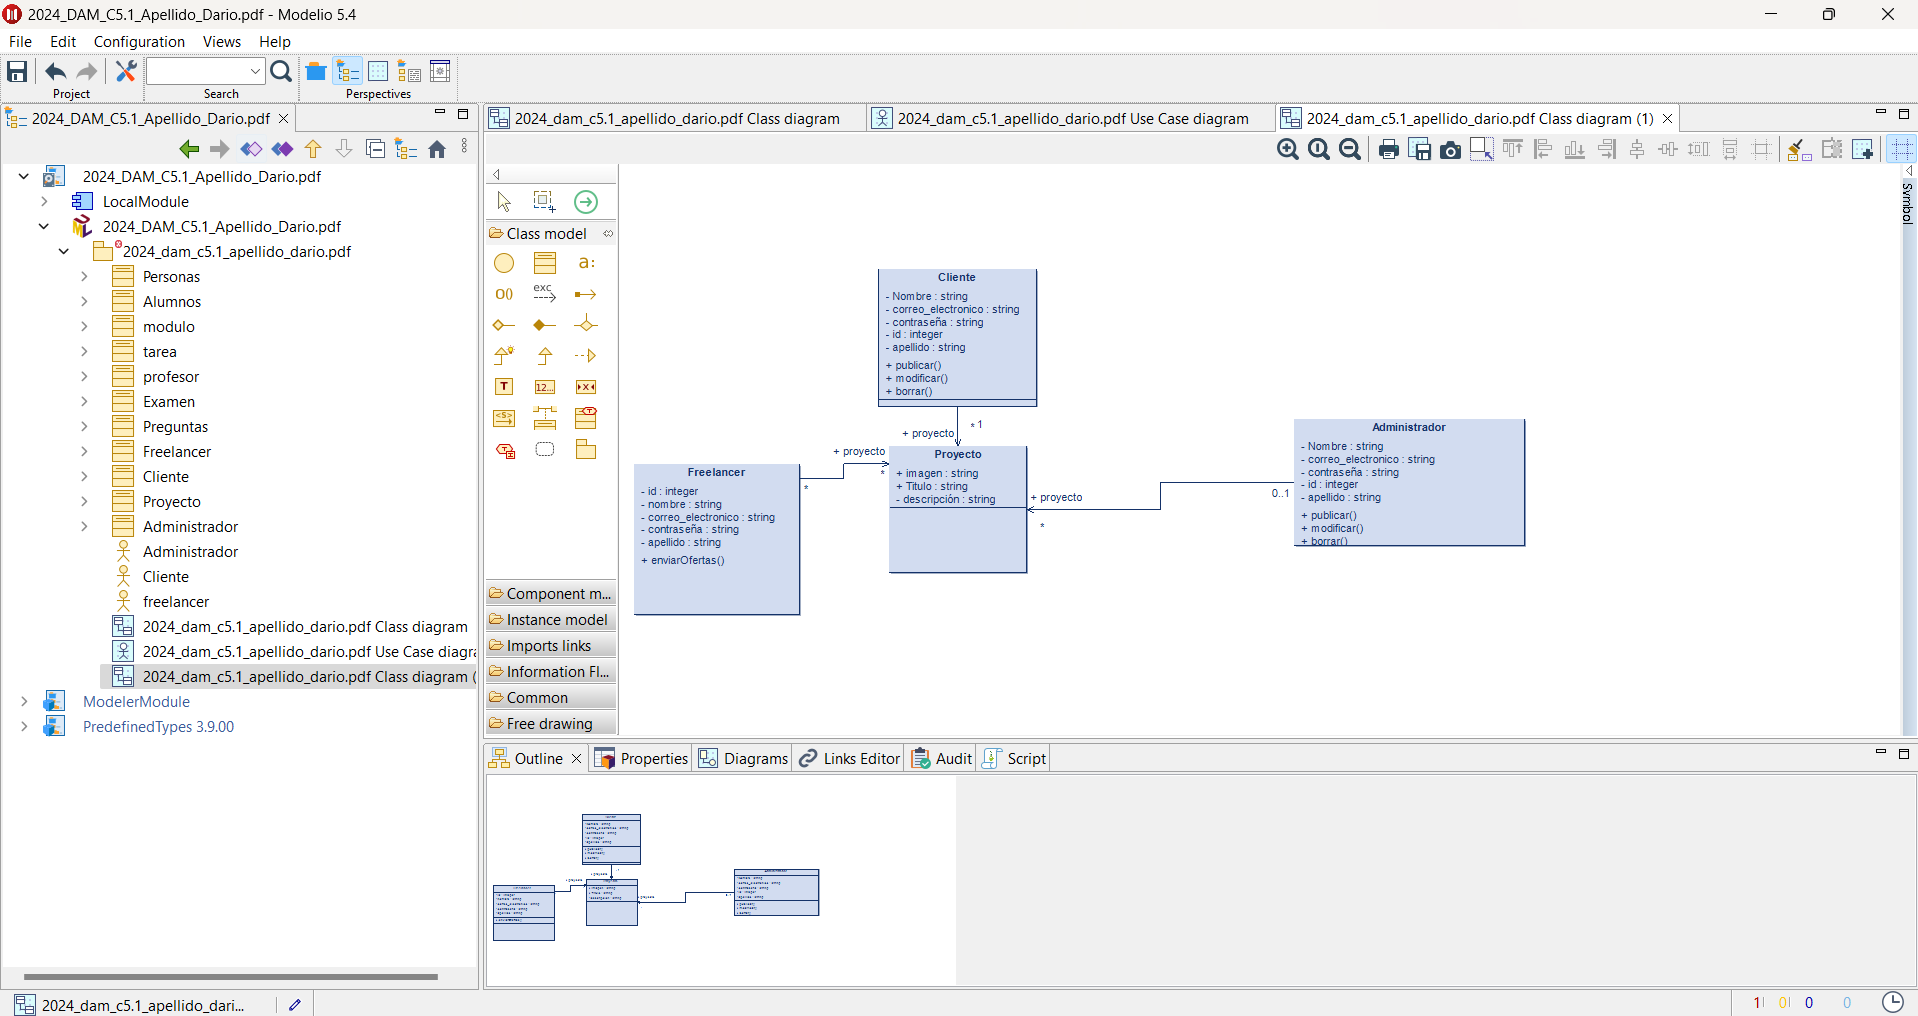 2024_DAM_C5.1_Apellido_Dario.pdf - Modelio 5.4
File Edit Configuration Views Help
Project Search Perspectives
2024_DAM_C5.1_Apellido_Dario.pdf
2024_DAM_C5.1_Apellido_Dario.pdf
LocalModule
2024_DAM_C5.1_Apellido_Dario.pdf
2024_dam_c5.1_apellido_dario.pdf
Personas
Alumnos
modulo
tarea
profesor
Examen
Preguntas
Freelancer
Cliente
Proyecto
Administrador
Administrador
Cliente
freelancer
2024_dam_c5.1_apellido_dario.pdf Class diagram
2024_dam_c5.1_apellido_dario.pdf Use Case diagra
2024_dam_c5.1_apellido_dario.pdf Class diagram (
ModelerModule
PredefinedTypes 3.9.00
2024_dam_c5.1_apellido_dario.pdf Class diagram
2024_dam_c5.1_apellido_dario.pdf Use Case diagram
2024_dam_c5.1_apellido_dario.pdf Class diagram (1)
Class model
a:
O()
exc
T
12...
X
<S>
T
T
Component m...
Instance model
Imports links
Information Fl...
Common
Free drawing
Symbol
Cliente
- Nombre : string
- correo_electronico : string
- contraseña : string
- id : integer
- apellido : string
+ publicar()
+ modificar()
+ borrar()
* 1
+ proyecto
Freelancer
- id : integer
- nombre : string
- correo_electronico : string
- contraseña : string
- apellido : string
+ enviarOfertas()
+ proyecto
*
*
Proyecto
+ imagen : string
+ Titulo : string
- descripción : string
+ proyecto
*
0..1
Administrador
- Nombre : string
- correo_electronico : string
- contraseña : string
- id : integer
- apellido : string
+ publicar()
+ modificar()
+ borrar()
Outline Properties Diagrams Links Editor Audit Script
2024_dam_c5.1_apellido_dari...
1 0 0 0